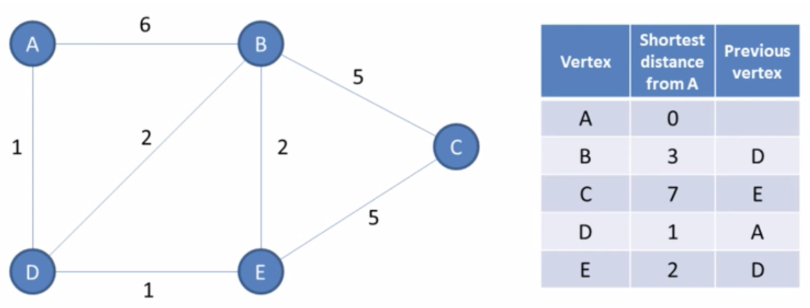 6
A
B
5
1
2
2
C
5
D
E
1
Vertex
Shortest
distance
from A
Previous
vertex
A 0
B 3 D
C 7 E
D 1 A
E 2 D